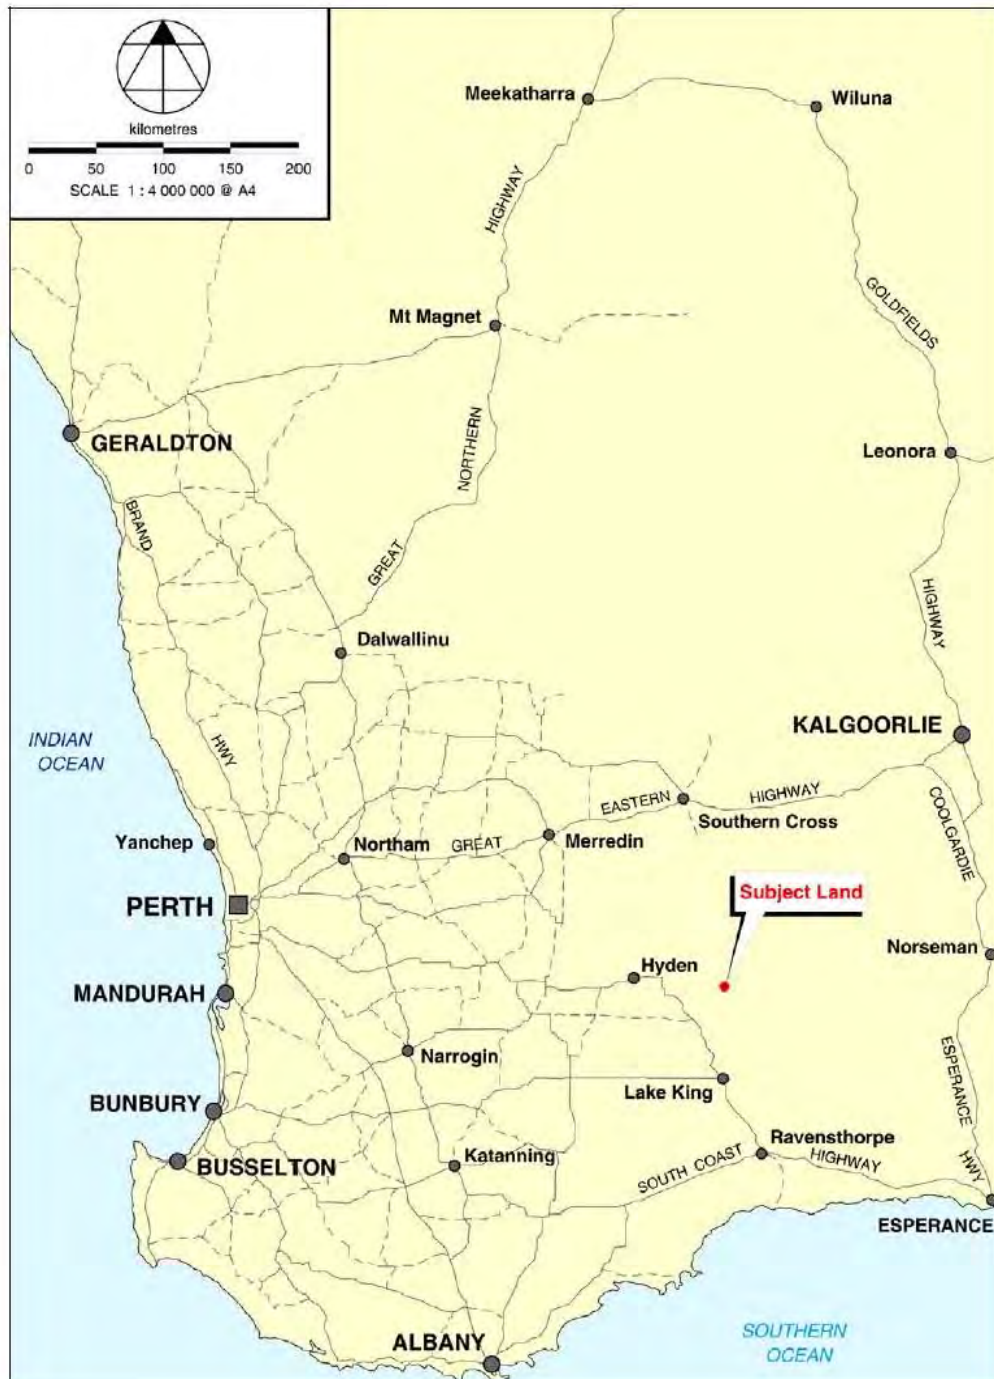 kilometres
0 50 100 150 200
SCALE 1 : 4 000 000 @ A4
Meekatharra
Wiluna
HIGHWAY
GOLDFIELDS
Mt Magnet
GERALDTON
NORTHERN
Leonora
BRAND
GREAT
HIGHWAY
Dalwallinu
INDIAN
OCEAN
HWY
KALGOORLIE
EASTERN
HIGHWAY
Southern Cross
COOLGARDIE
Yanchep
Northam
GREAT
Merredin
PERTH
Subject Land
Norseman
Hyden
MANDURAH
Narrogin
ESPERANCE
Lake King
BUNBURY
Ravensthorpe
BUSSELTON
Katanning
SOUTH COAST
HIGHWAY
HWY
ESPERANCE
ALBANY
SOUTHERN
OCEAN